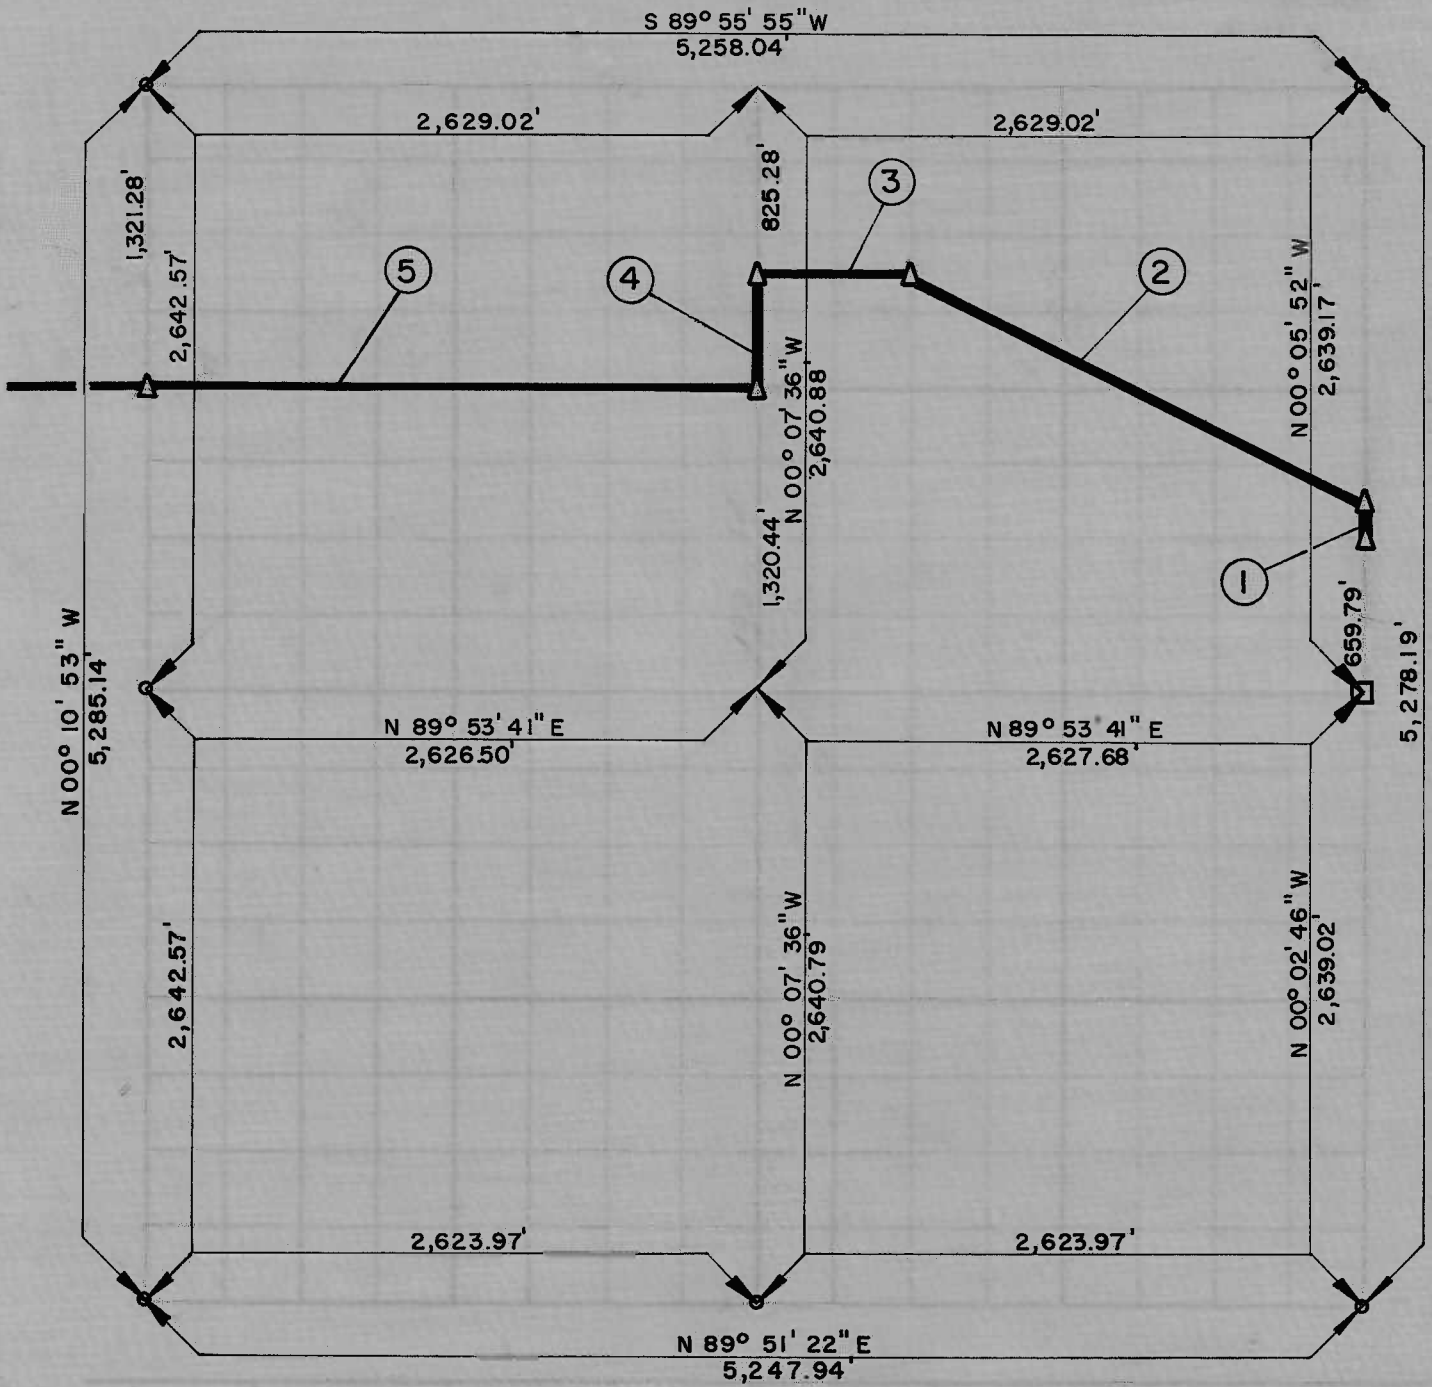 S 89° 55' 55" W
5,258.04'
2,629.02'
2,629.02'
1,321.28'
2,642.57'
825.28'
3
5
4
2
N 00° 05' 52" W
2,639.17'
N 00° 07' 36" W
2,640.88'
1,320.44'
1
659.79'
5,278.19'
N 00° 10' 53" W
5,285.14'
N 89° 53' 41" E
2,626.50'
N 89° 53' 41" E
2,627.68'
2,642.57'
N 00° 07' 36" W
2,640.79'
N 00° 02' 46" W
2,639.02'
2,623.97'
2,623.97'
N 89° 51' 22" E
5,247.94'